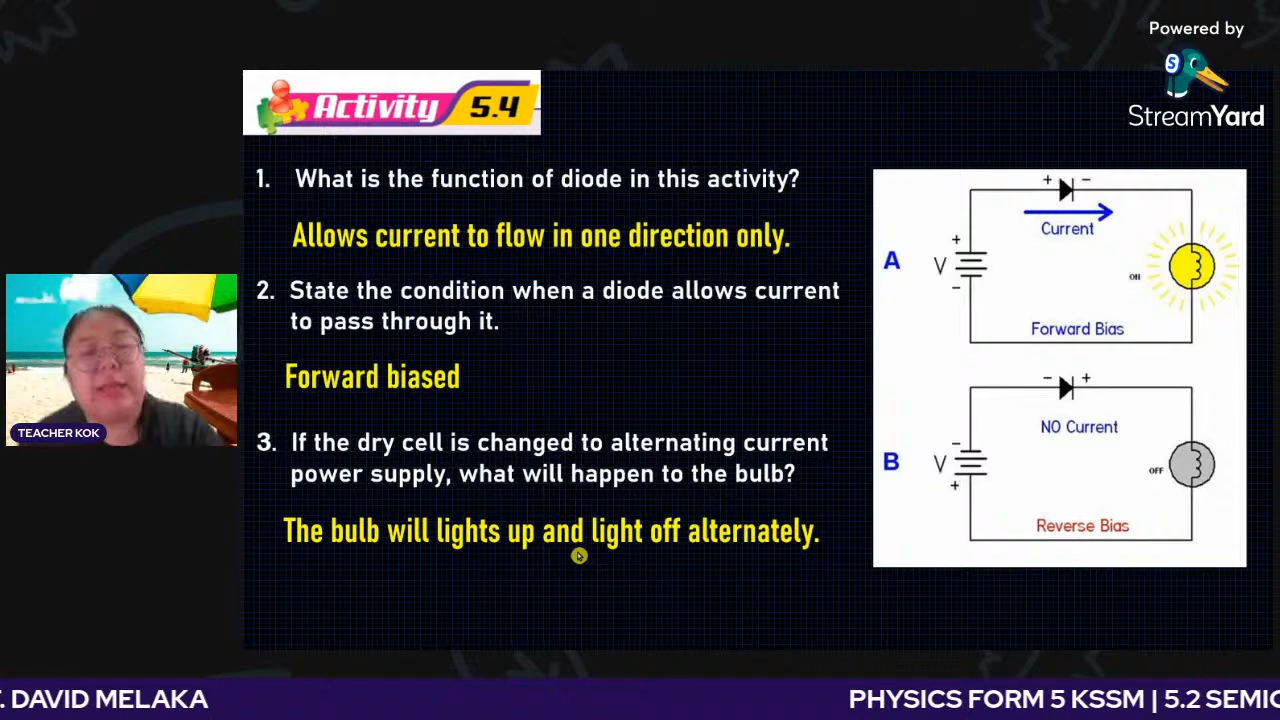 Powered by
S
StreamYard
Activity 5.4
1. What is the function of diode in this activity?
Allows current to flow in one direction only.
2. State the condition when a diode allows current
to pass through it.
Forward biased
3. If the dry cell is changed to alternating current
power supply, what will happen to the bulb?
The bulb will lights up and light off alternately.
+ −
Current
A
+
V
−
ON
Forward Bias
− +
NO Current
B
−
V
+
OFF
Reverse Bias
TEACHER KOK
. DAVID MELAKA
PHYSICS FORM 5 KSSM | 5.2 SEMIC